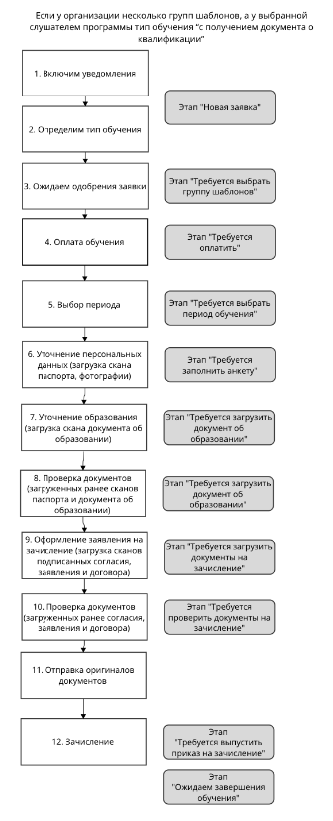 Если у организации несколько групп шаблонов, а у выбранной
слушателем программы тип обучения “с получением документа о
квалификации”
1. Включим уведомления
Этап "Новая заявка"
2. Определим тип обучения
3. Ожидаем одобрения заявки
Этап "Требуется выбрать
группу шаблонов"
4. Оплата обучения
Этап "Требуется
оплатить"
5. Выбор периода
Этап "Требуется выбрать
период обучения"
6. Уточнение персональных
данных (загрузка скана
паспорта, фотографии)
Этап "Требуется
заполнить анкету"
7. Уточнение образования
(загрузка скана документа об
образовании)
Этап "Требуется загрузить
документ об
образовании"
8. Проверка документов
(загруженных ранее сканов
паспорта и документа об
образовании)
Этап "Требуется загрузить
документ об
образовании"
9. Оформление заявления на
зачисление (загрузка сканов
подписанных согласия,
заявления и договора)
Этап "Требуется загрузить
документы на
зачисление"
10. Проверка документов
(загруженных ранее согласия,
заявления и договора)
Этап "Требуется
проверить документы на
зачисление"
11. Отправка оригиналов
документов
12. Зачисление
Этап
"Требуется выпустить
приказ на зачисление"
Этап
"Ожидаем завершения
обучения"